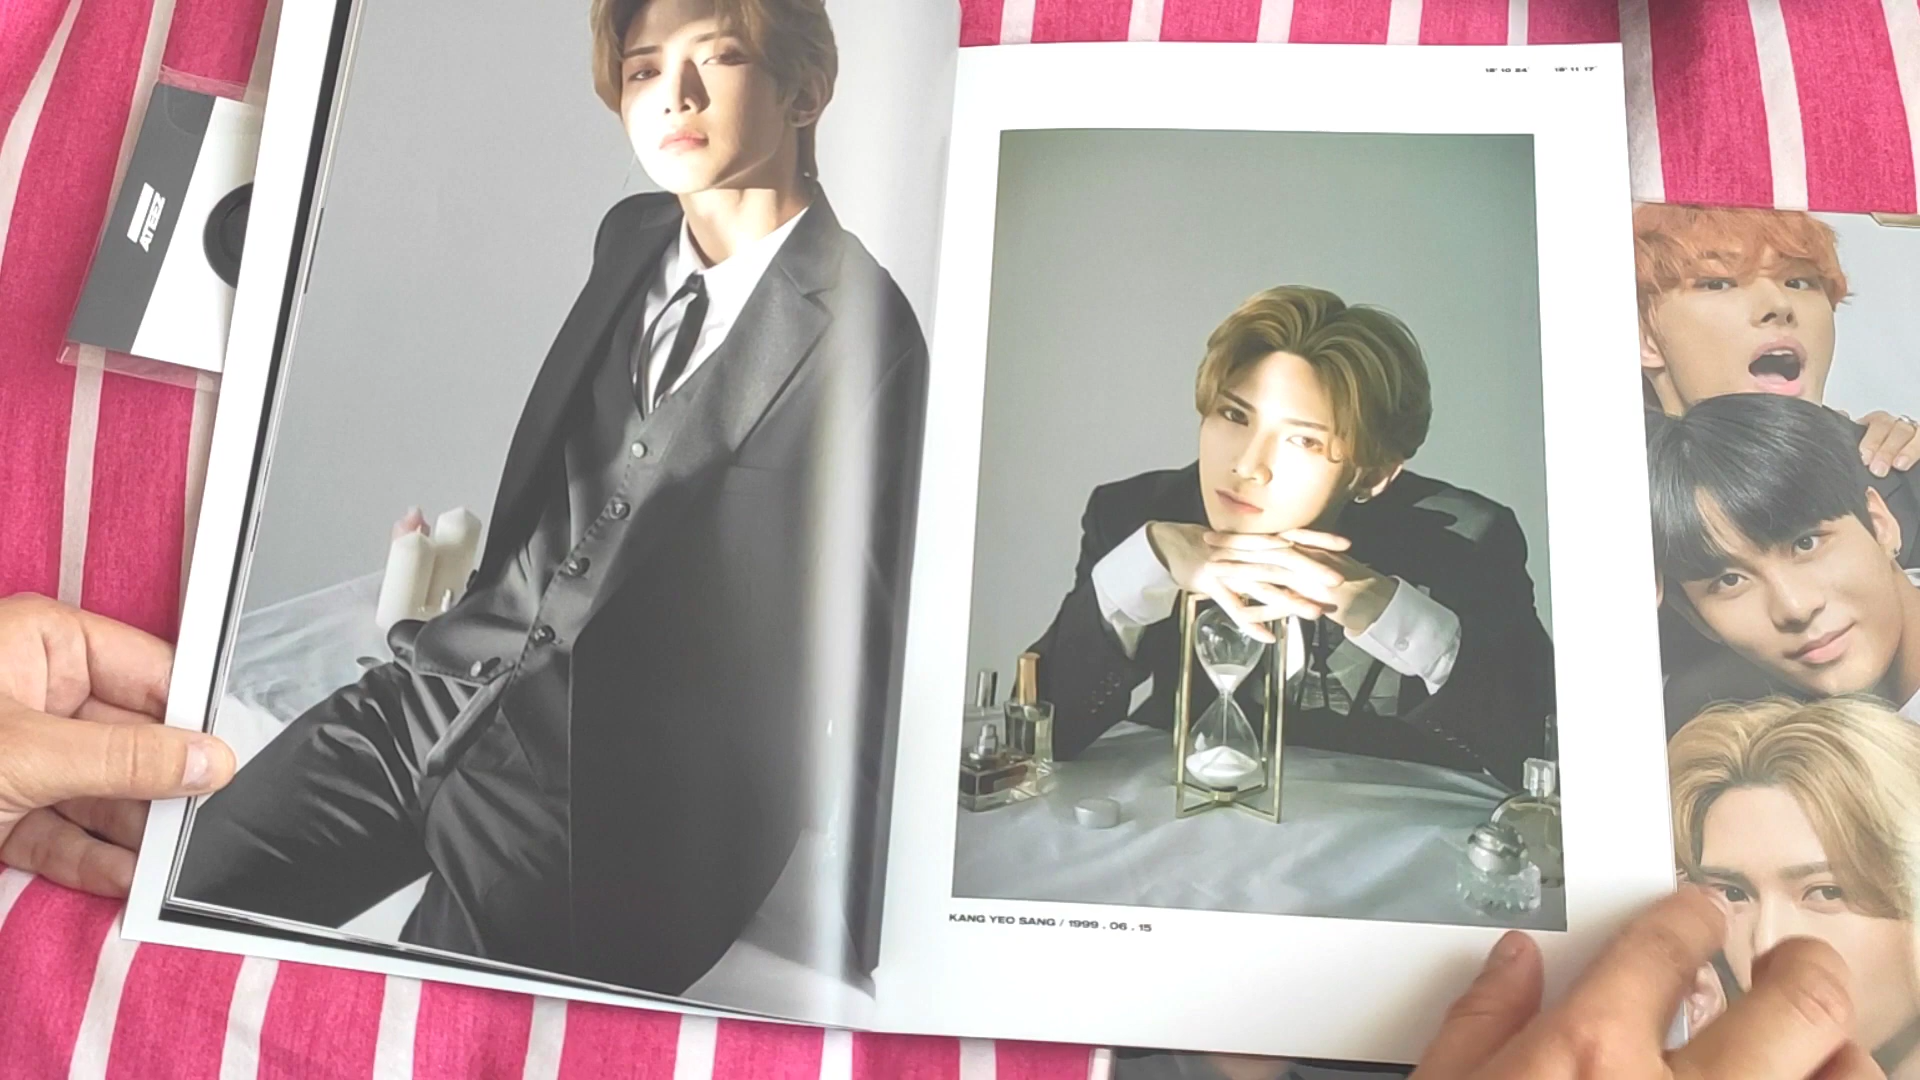 ATEEZ
18' 10 24' 18' 11 17'
KANG YEO SANG / 1999 . 06 . 15